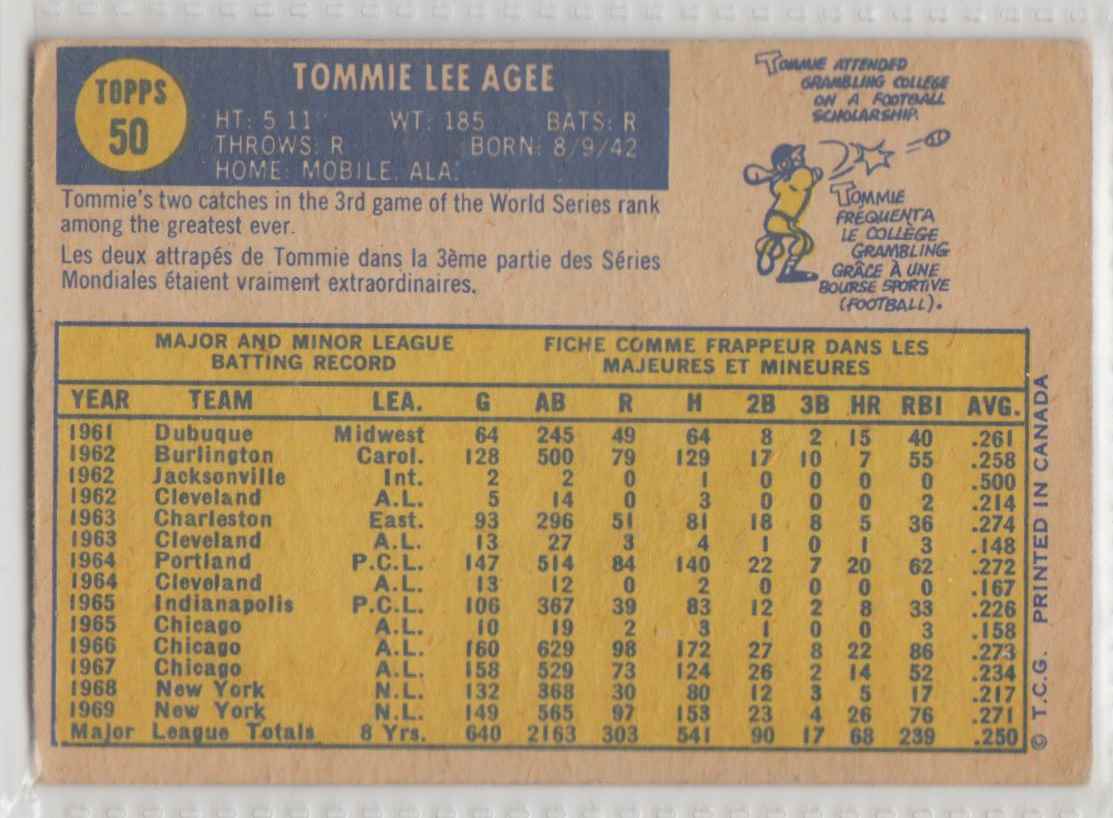 TOPPS
50
TOMMIE LEE AGEE
HT: 5 11" WT: 185 BATS: R
THROWS: R BORN: 8/9/42
HOME: MOBILE, ALA.
Tommie's two catches in the 3rd game of the World Series rank
among the greatest ever.
Les deux attrapés de Tommie dans la 3ème partie des Séries
Mondiales étaient vraiment extraordinaires.
TOMMIE ATTENDED
GRAMBLING COLLEGE
ON A FOOTBALL
SCHOLARSHIP.
TOMMIE
FRÉQUENTA
LE COLLÈGE
GRAMBLING
GRÂCE À UNE
BOURSE SPORTIVE
(FOOTBALL).
MAJOR AND MINOR LEAGUE
BATTING RECORD
FICHE COMME FRAPPEUR DANS LES
MAJEURES ET MINEURES
YEAR TEAM LEA. G AB R H 2B 3B HR RBI AVG.
1961 Dubuque Midwest 64 245 49 64 8 2 15 40 .261
1962 Burlington Carol. 128 500 79 129 17 10 7 55 .258
1962 Jacksonville Int. 2 2 0 1 0 0 0 0 .500
1962 Cleveland A.L. 5 14 0 3 0 0 0 2 .214
1963 Charleston East. 93 296 51 81 18 8 5 36 .274
1963 Cleveland A.L. 13 27 3 4 1 0 1 3 .148
1964 Portland P.C.L. 147 514 84 140 22 7 20 62 .272
1964 Cleveland A.L. 13 12 0 2 0 0 0 0 .167
1965 Indianapolis P.C.L. 106 367 39 83 12 2 8 33 .226
1965 Chicago A.L. 10 19 2 3 1 0 0 3 .158
1966 Chicago A.L. 160 629 98 172 27 8 22 86 .273
1967 Chicago A.L. 158 529 73 124 26 2 14 52 .234
1968 New York N.L. 132 368 30 80 12 3 5 17 .217
1969 New York N.L. 149 565 97 153 23 4 26 76 .271
Major League Totals 8 Yrs. 640 2163 303 541 90 17 68 239 .250
© T.C.G. PRINTED IN CANADA